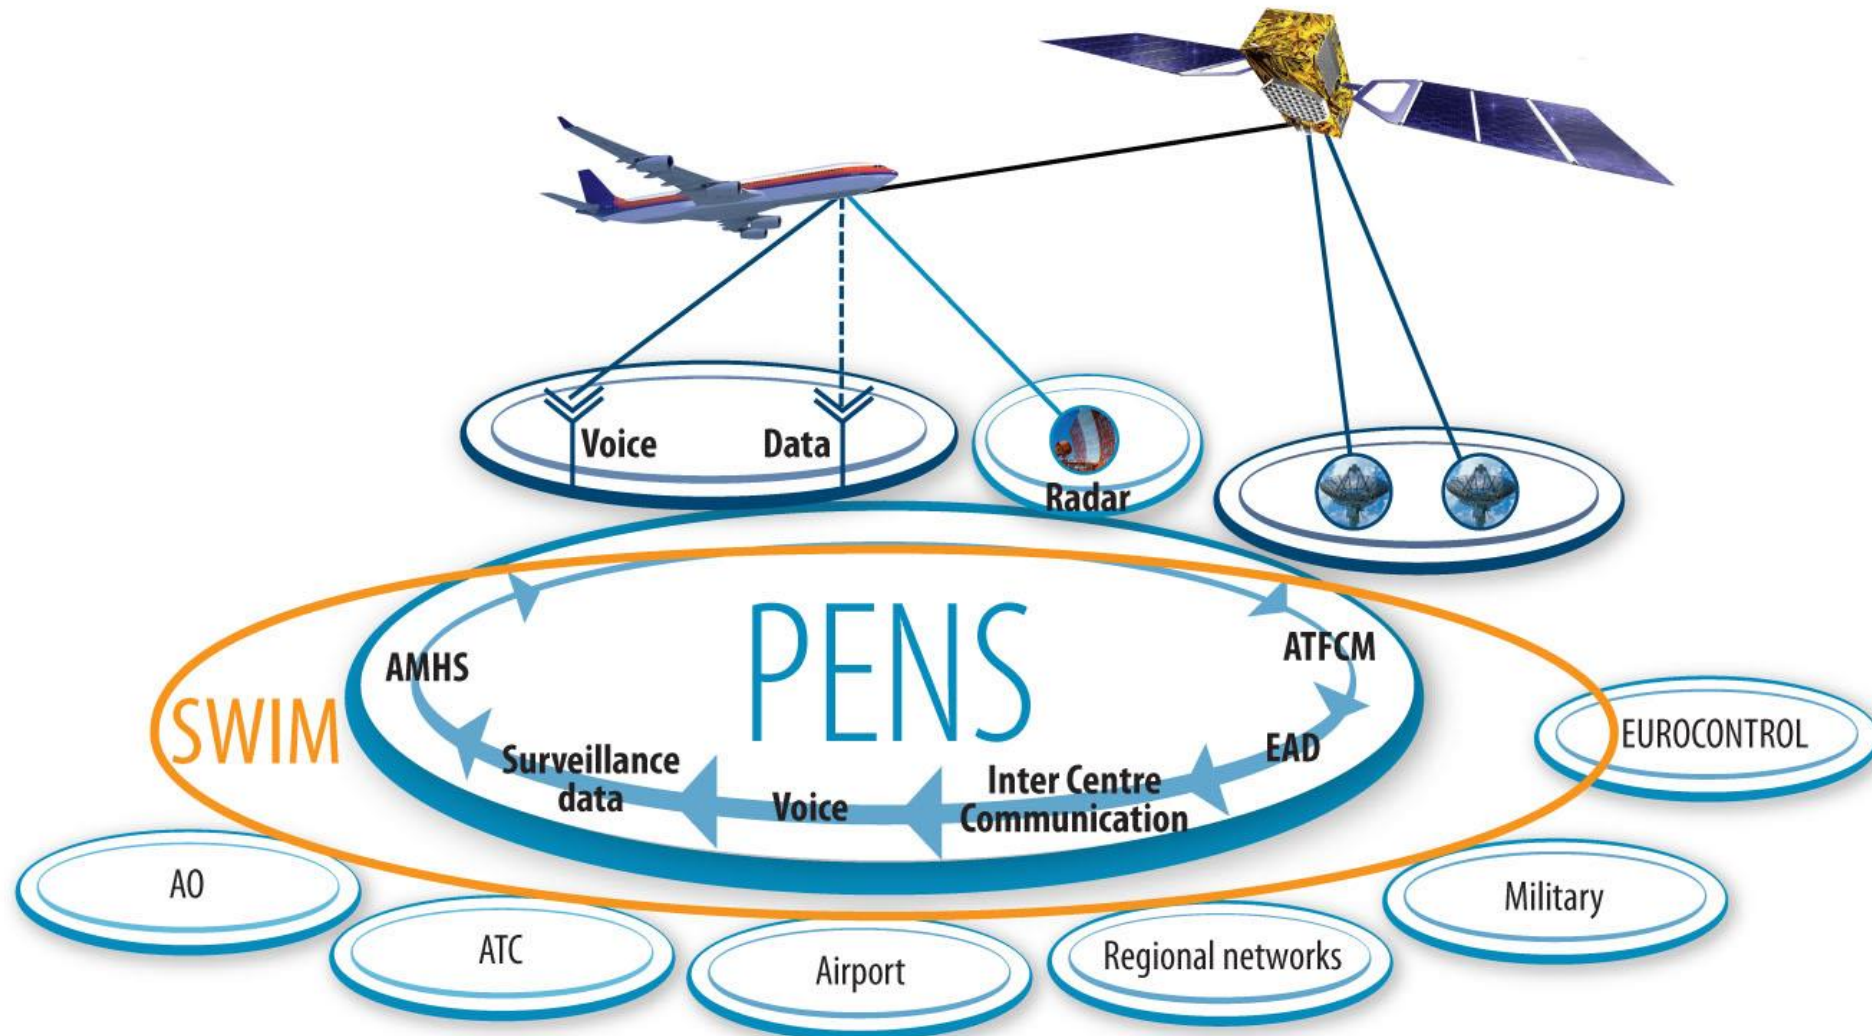 Voice
Data
Radar
PENS
AMHS
ATFCM
SWIM
EUROCONTROL
EAD
Surveillance
data
Voice
Inter Centre
Communication
AO
Military
ATC
Airport
Regional networks